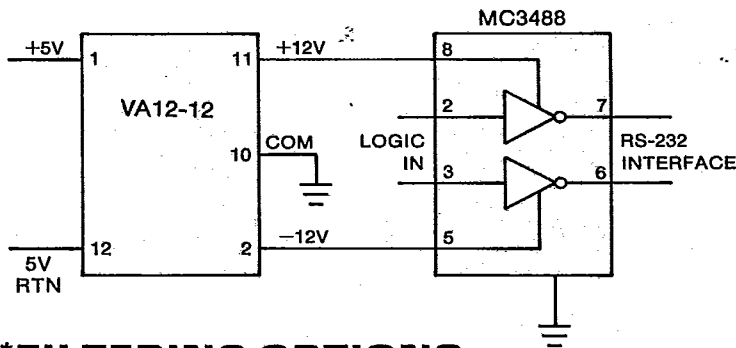 MC3488
+5V
1
11
+12V
8
VA12-12
2
7
LOGIC
IN
RS-232
INTERFACE
10
COM
3
6
12
2
−12V
5
5V
RTN